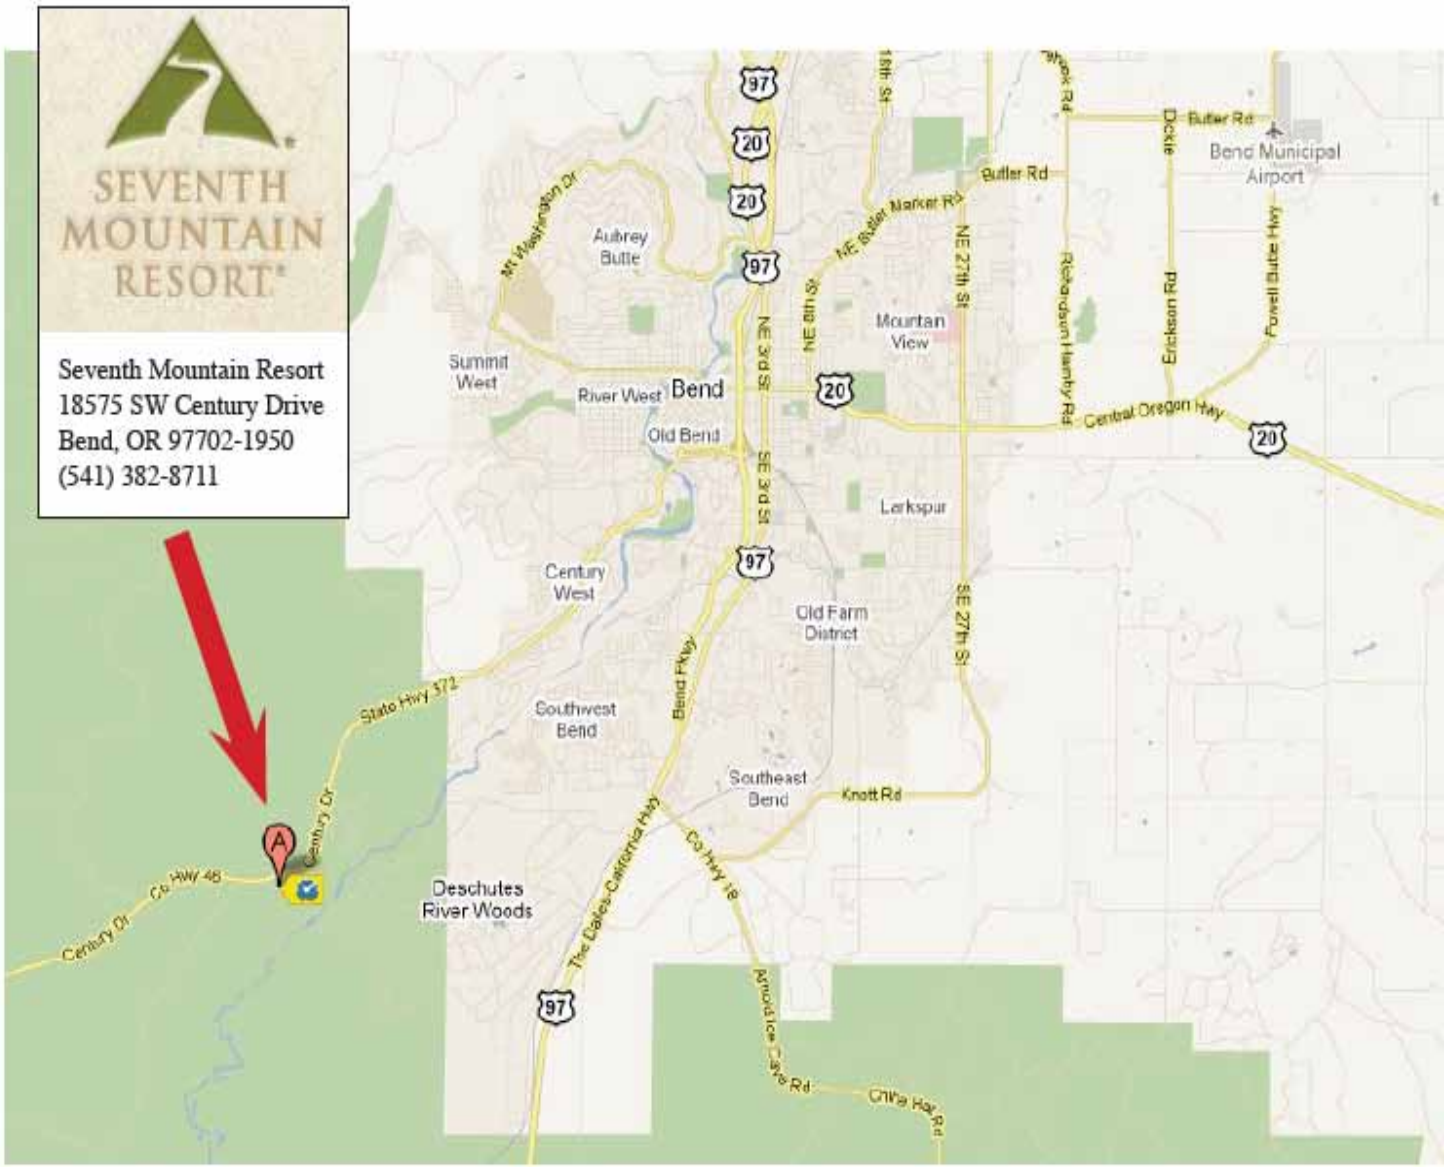 SEVENTH
MOUNTAIN
RESORT®
Seventh Mountain Resort
18575 SW Century Drive
Bend, OR 97702-1950
(541) 382-8711
97
20
20
97
18th St
Butler Rd
Dickie
Butler Rd
Bend Municipal
Airport
Butler Rd
NE Butler Market Rd
Mt Washington Dr
Aubrey
Butte
NE 27th St
Richardson Hamby Rd
Erickson Rd
Powell Butte Hwy
NE 8th St
NE 3rd St
Mountain
View
Summit
West
River West
Bend
20
Central Oregon Hwy
20
Old Bend
SE 3rd St
Larkspur
97
Century
West
Old Farm
District
SE 27th St
Bend Pkwy
State Hwy 372
Southwest
Bend
Southeast
Bend
Knott Rd
Century Dr
A
Co Hwy 46
Century Dr
Deschutes
River Woods
The Dalles-California Hwy
Co Hwy 18
97
Arnold Ice Cave Rd
China Hat Rd